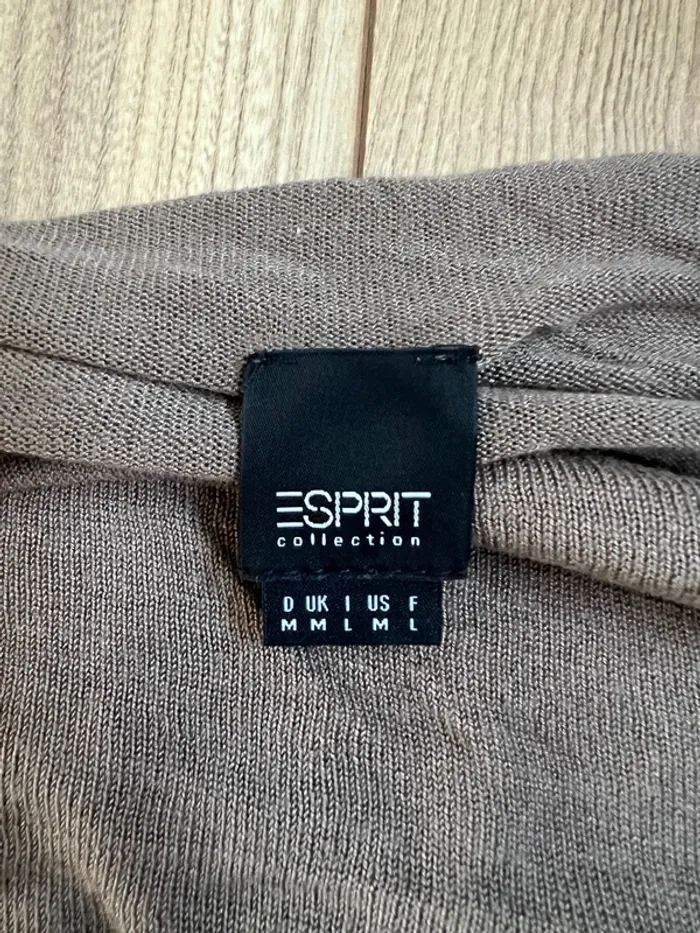 ESPRIT
collection
D UK I US F
M M L M L